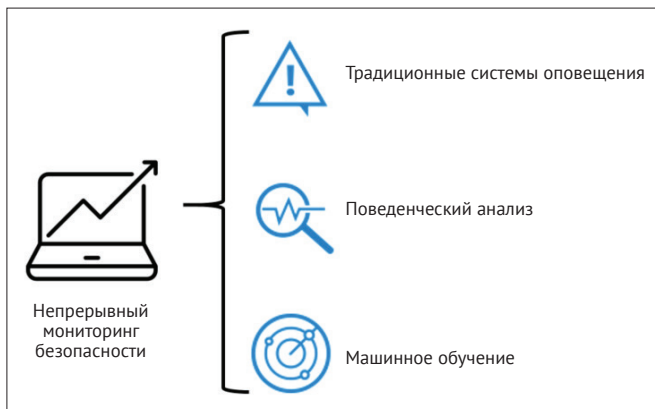 Традиционные системы оповещения
Поведенческий анализ
Непрерывный
мониторинг
безопасности
Машинное обучение